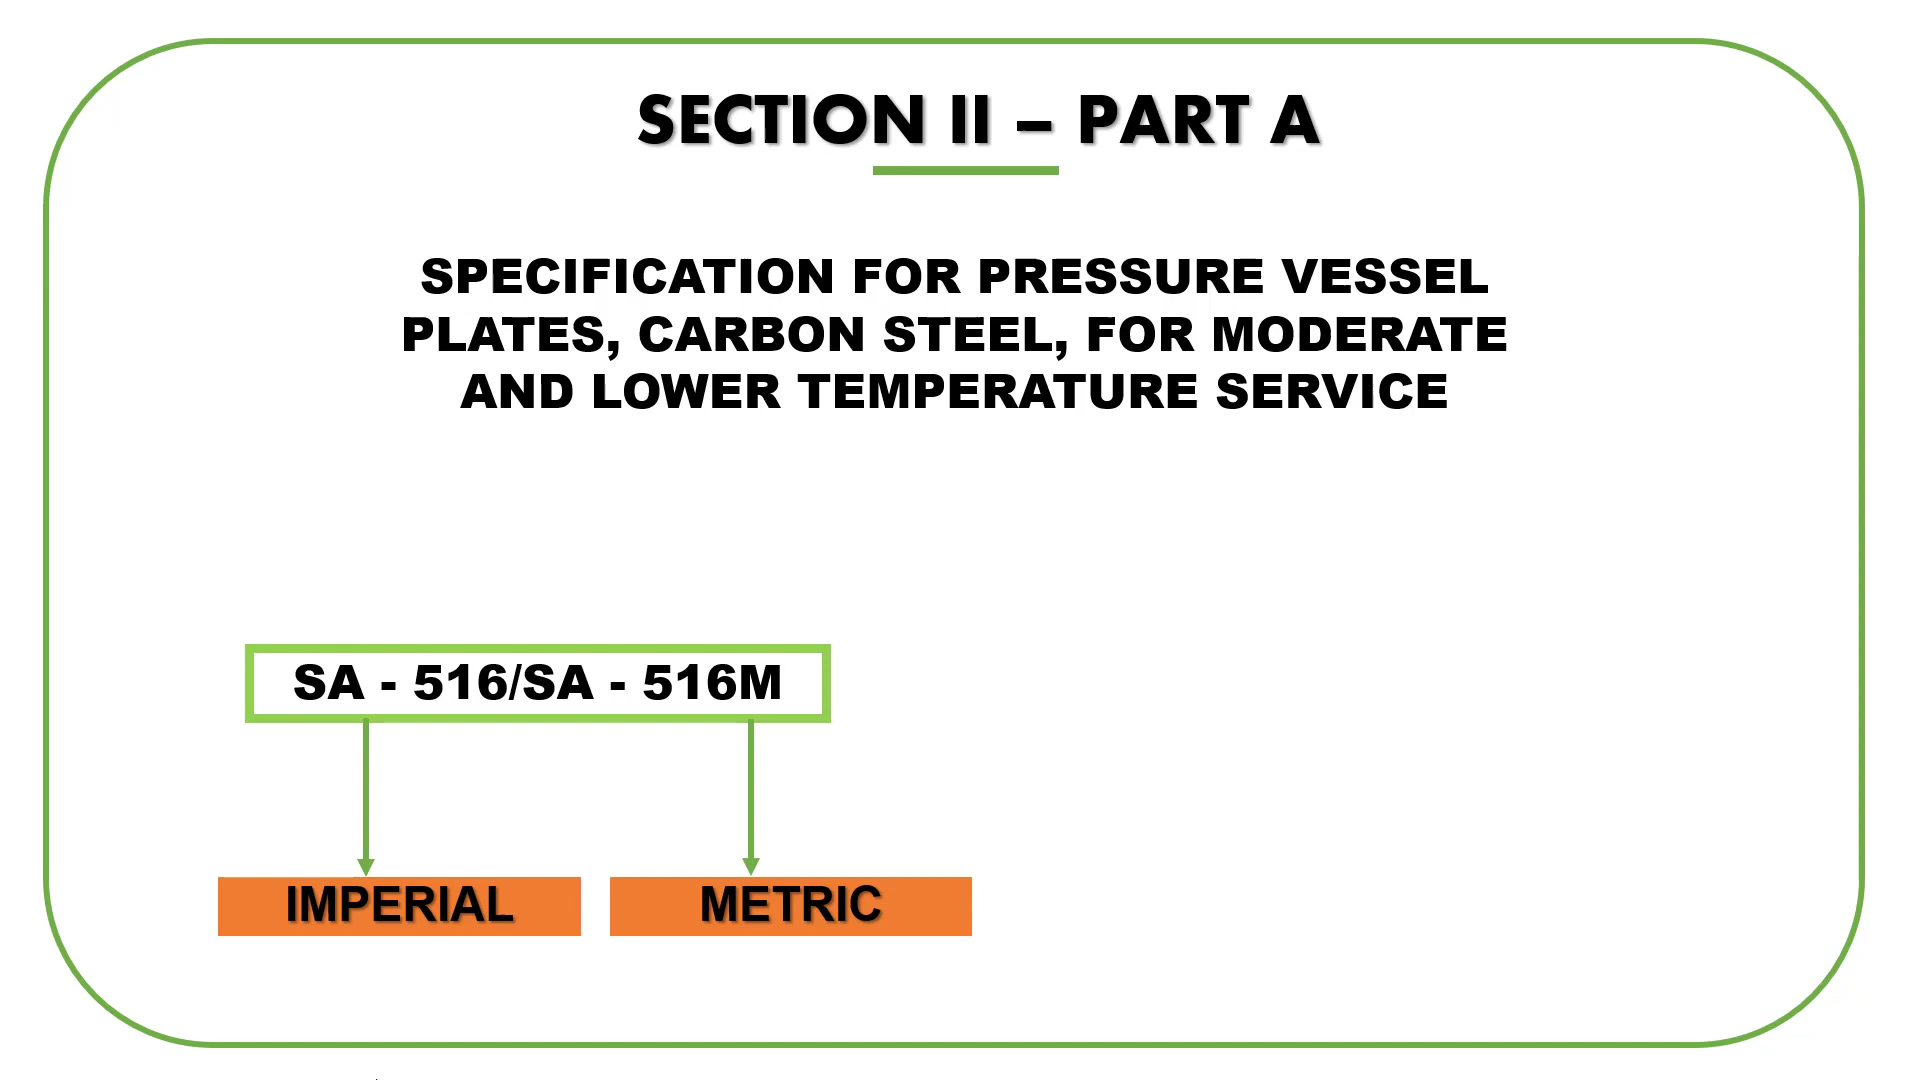 SECTION II – PART A
SPECIFICATION FOR PRESSURE VESSEL
PLATES, CARBON STEEL, FOR MODERATE
AND LOWER TEMPERATURE SERVICE
SA - 516/SA - 516M
IMPERIAL
METRIC